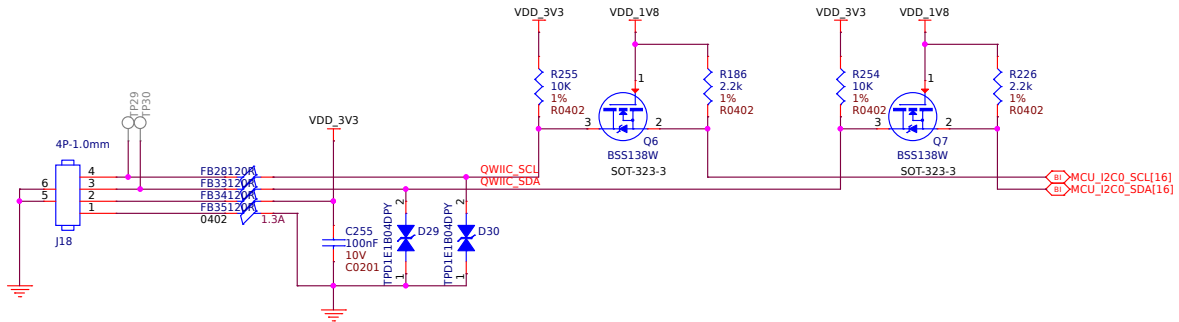 VDD_3V3
VDD_1V8
VDD_3V3
VDD_1V8
R255
10K
1%
R0402
1
R186
2.2k
1%
R0402
R254
10K
1%
R0402
1
R226
2.2k
1%
R0402
TP29
TP30
VDD_3V3
3
2
Q6
BSS138W
SOT-323-3
3
2
Q7
BSS138W
SOT-323-3
4P-1.0mm
4
3
2
1
6
5
J18
FB28120R
FB33120R
FB34120R
FB35120R
0402
1.3A
QWIIC_SCL
QWIIC_SDA
BI
MCU_I2C0_SCL[16]
BI
MCU_I2C0_SDA[16]
C255
100nF
10V
C0201
TPD1E1B04DPY
2
D29
1
TPD1E1B04DPY
2
D30
1